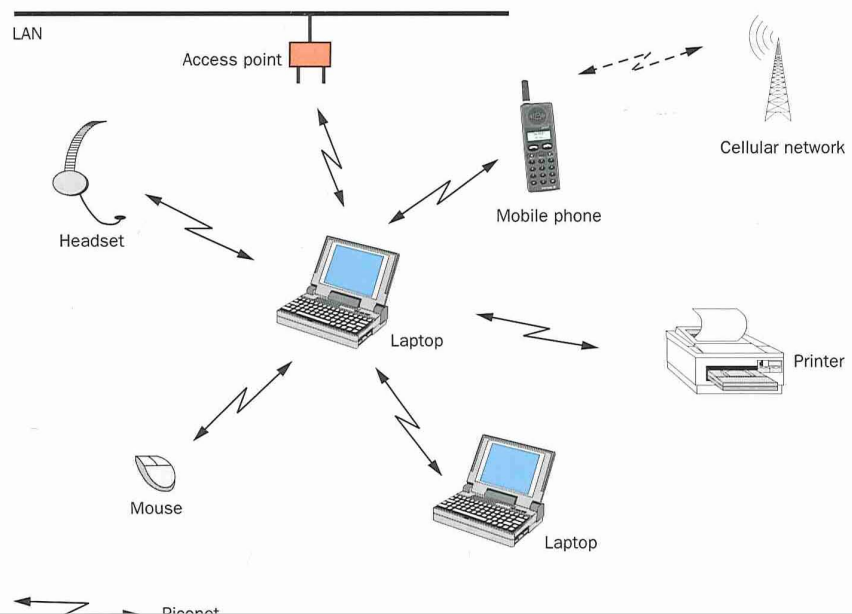 LAN
Access point
Cellular network
Mobile phone
Headset
Laptop
Printer
Mouse
Laptop